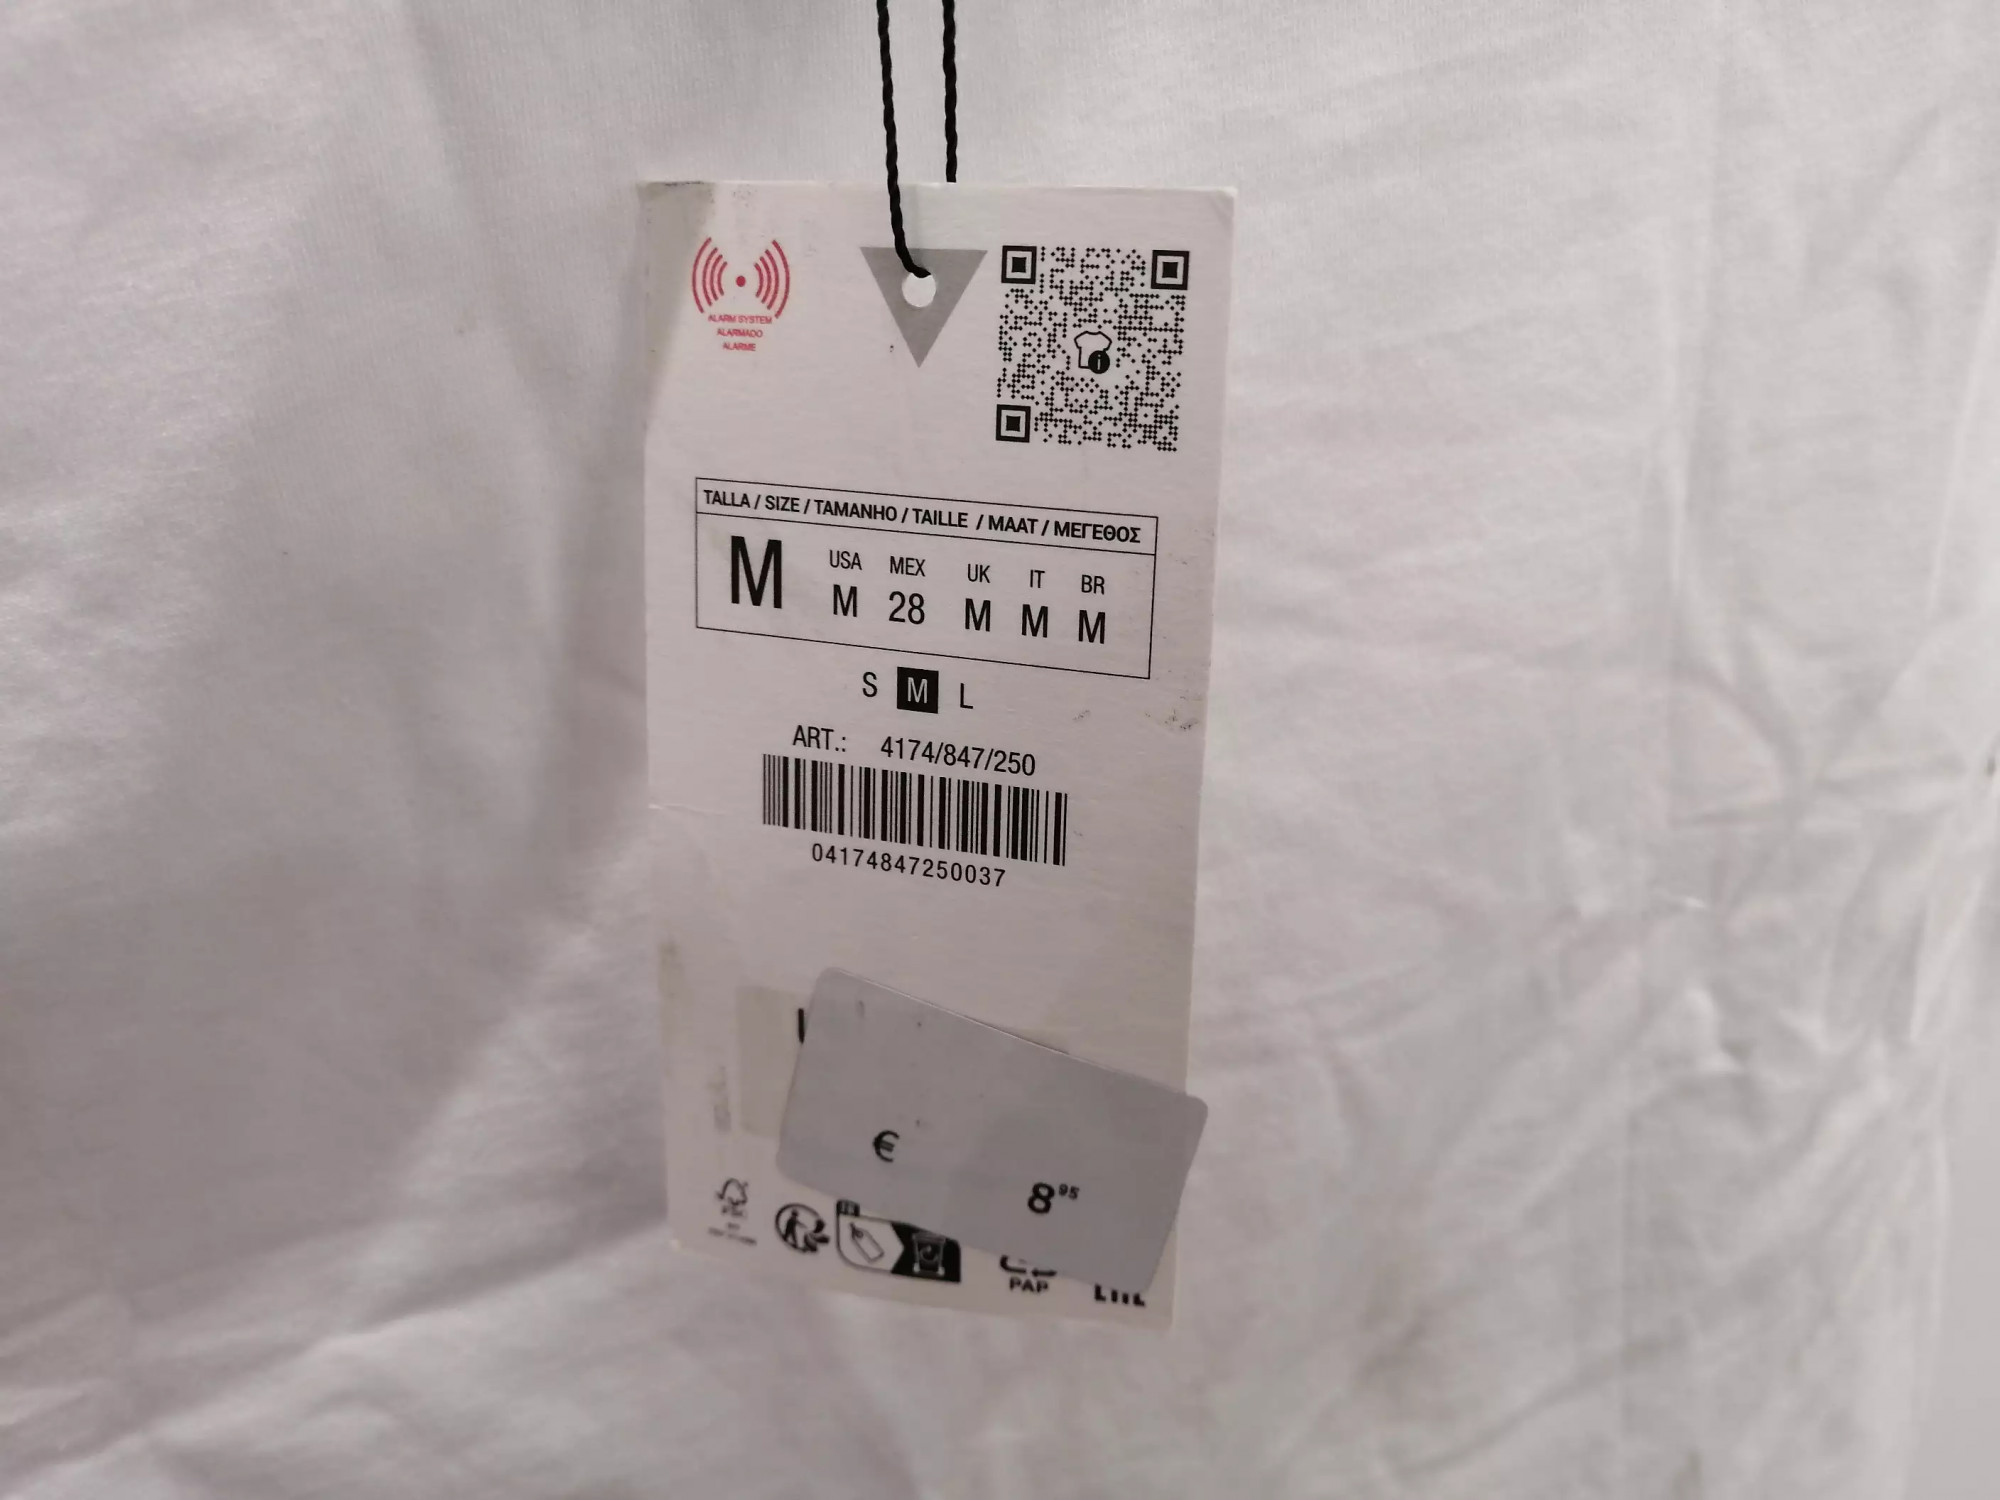 ALARM SYSTEM
ALARMADO
ALARME
TALLA / SIZE / TAMANHO / TAILLE / MAAT / ΜΕΓΕΘΟΣ
USA MEX UK IT BR
M M 28 M M M
S M L
ART.: 4174/847/250
04174847250037
€ 8⁹⁵
PAP